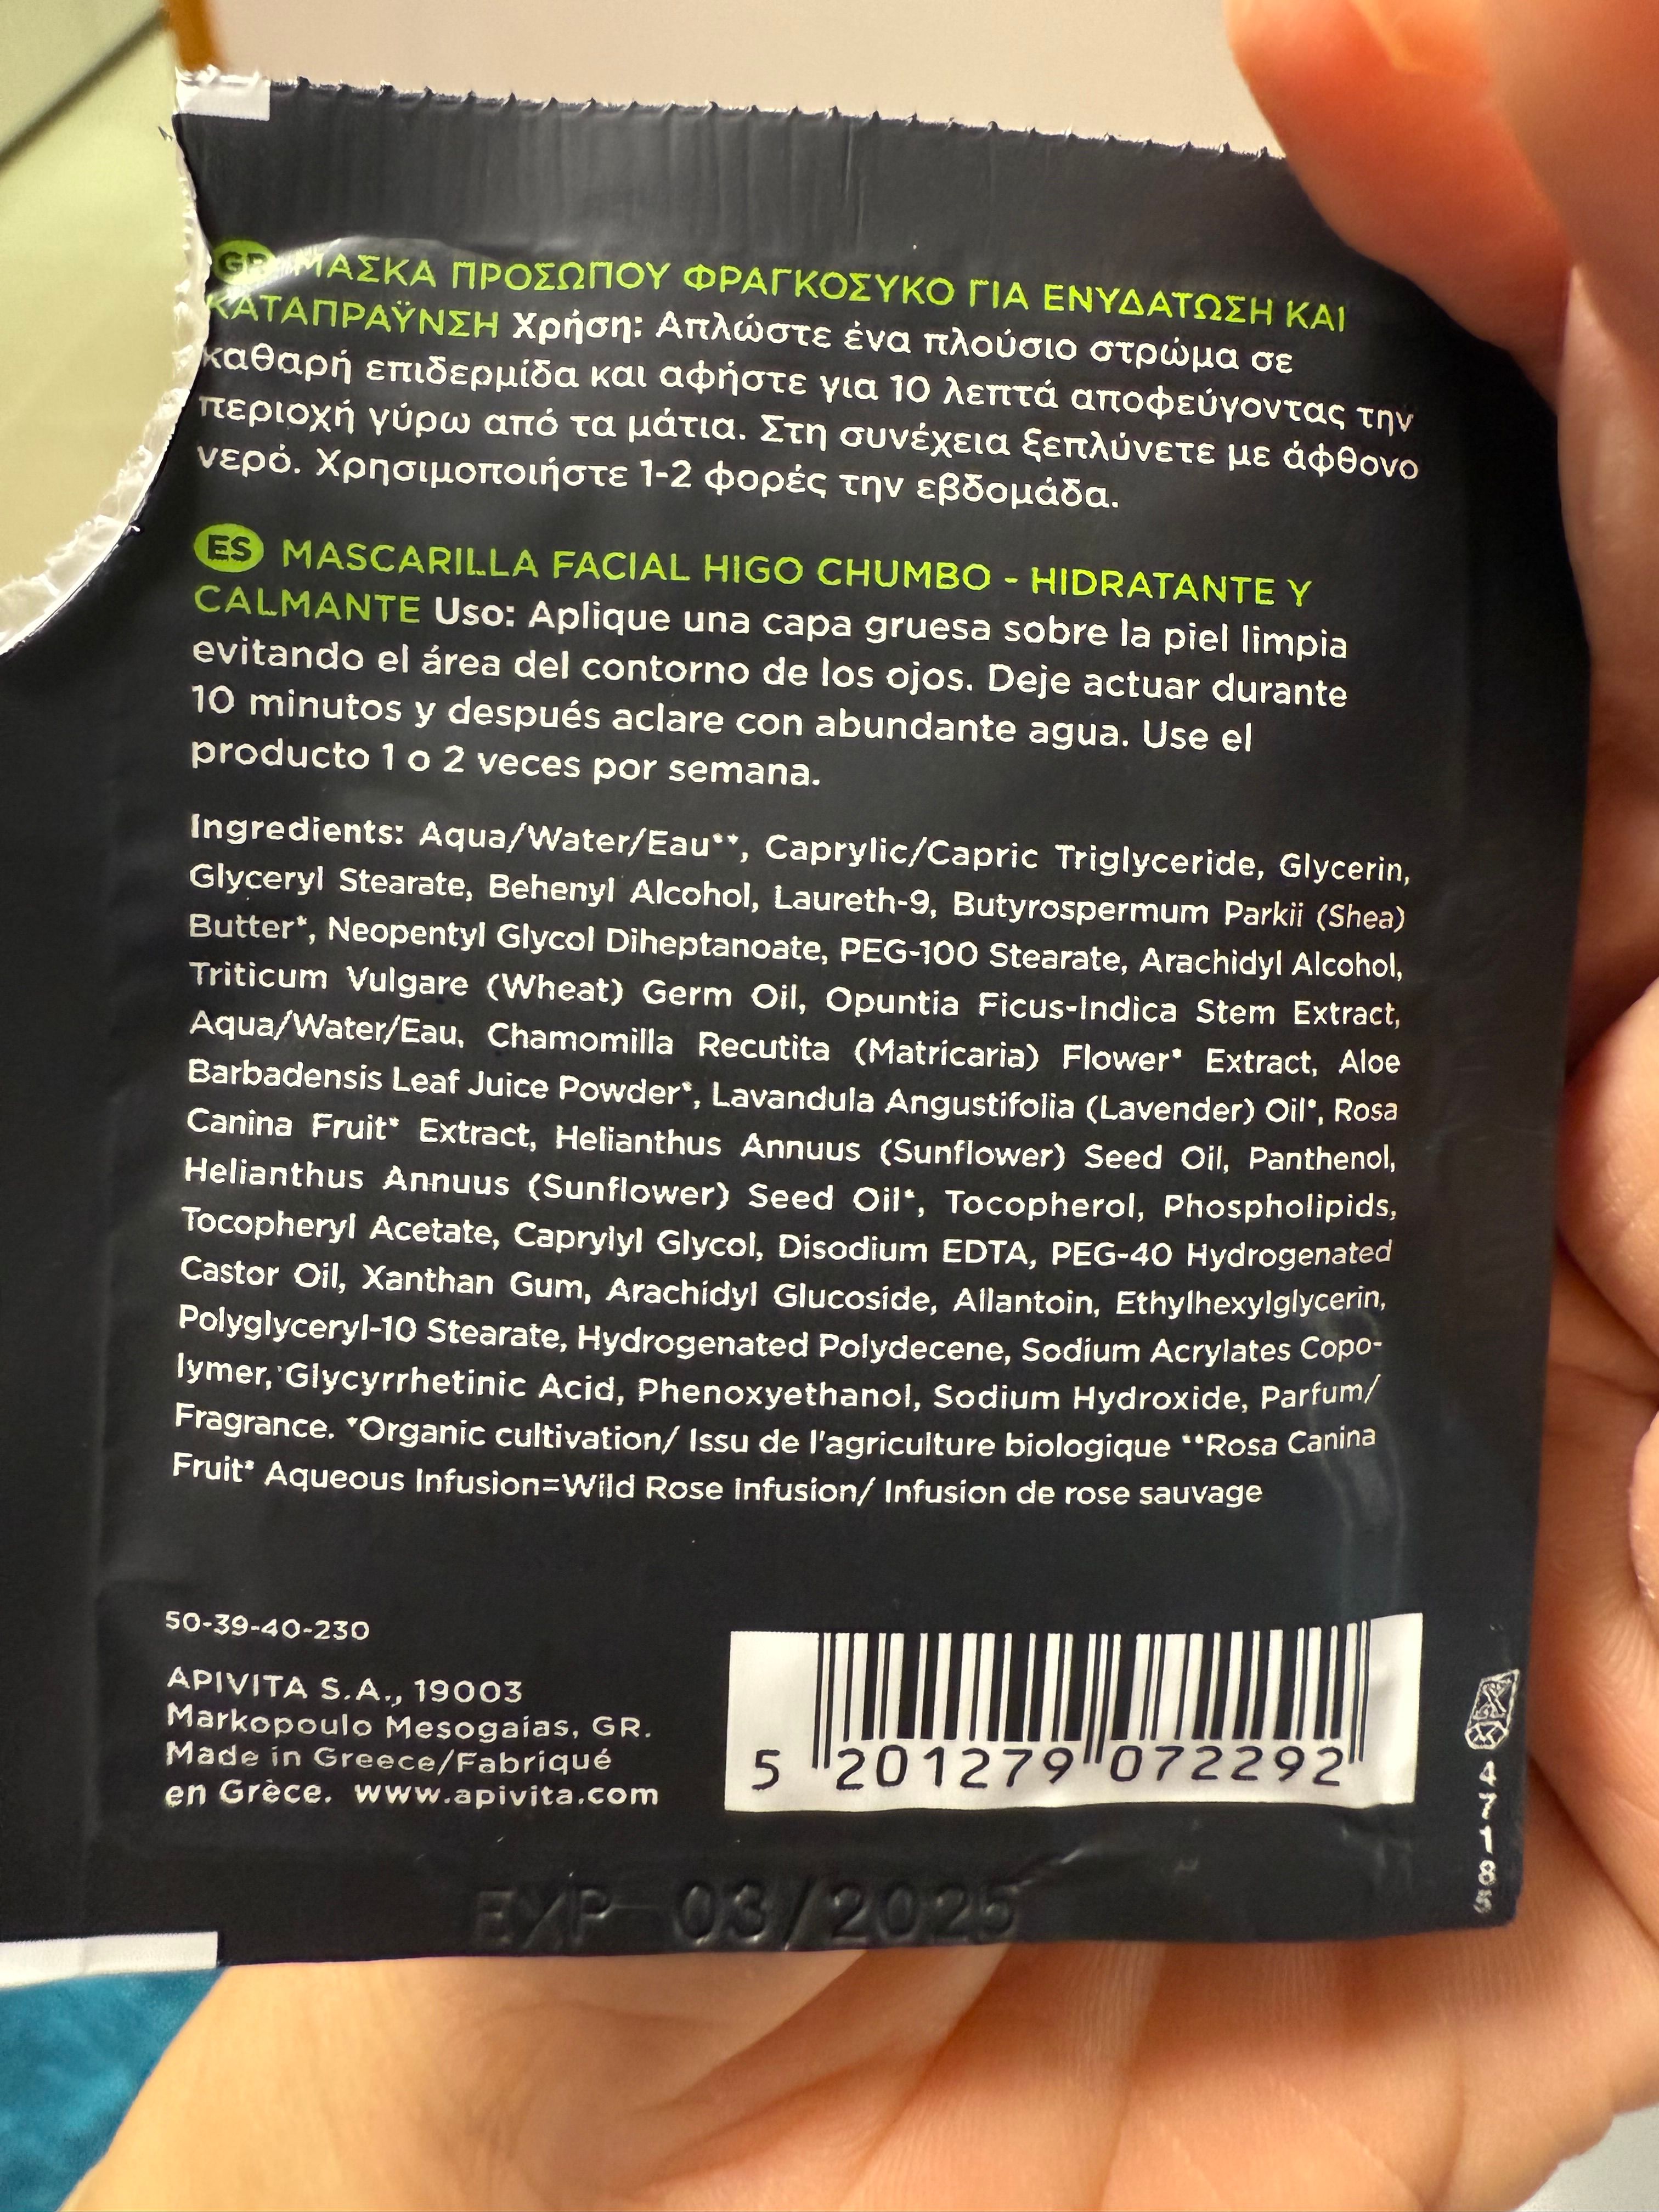 GR ΜΑΣΚΑ ΠΡΟΣΩΠΟΥ ΦΡΑΓΚΟΣΥΚΟ ΓΙΑ ΕΝΥΔΑΤΩΣΗ ΚΑΙ
ΚΑΤΑΠΡΑΫΝΣΗ Χρήση: Απλώστε ένα πλούσιο στρώμα σε
καθαρή επιδερμίδα και αφήστε για 10 λεπτά αποφεύγοντας την
περιοχή γύρω από τα μάτια. Στη συνέχεια ξεπλύνετε με άφθονο
νερό. Χρησιμοποιήστε 1-2 φορές την εβδομάδα.
ES MASCARILLA FACIAL HIGO CHUMBO - HIDRATANTE Y
CALMANTE Uso: Aplique una capa gruesa sobre la piel limpia
evitando el área del contorno de los ojos. Deje actuar durante
10 minutos y después aclare con abundante agua. Use el
producto 1 o 2 veces por semana.
Ingredients: Aqua/Water/Eau**, Caprylic/Capric Triglyceride, Glycerin,
Glyceryl Stearate, Behenyl Alcohol, Laureth-9, Butyrospermum Parkii (Shea)
Butter*, Neopentyl Glycol Diheptanoate, PEG-100 Stearate, Arachidyl Alcohol,
Triticum Vulgare (Wheat) Germ Oil, Opuntia Ficus-Indica Stem Extract,
Aqua/Water/Eau, Chamomilla Recutita (Matricaria) Flower* Extract, Aloe
Barbadensis Leaf Juice Powder*, Lavandula Angustifolia (Lavender) Oil*, Rosa
Canina Fruit* Extract, Helianthus Annuus (Sunflower) Seed Oil, Panthenol,
Helianthus Annuus (Sunflower) Seed Oil*, Tocopherol, Phospholipids,
Tocopheryl Acetate, Caprylyl Glycol, Disodium EDTA, PEG-40 Hydrogenated
Castor Oil, Xanthan Gum, Arachidyl Glucoside, Allantoin, Ethylhexylglycerin,
Polyglyceryl-10 Stearate, Hydrogenated Polydecene, Sodium Acrylates Copo-
lymer, Glycyrrhetinic Acid, Phenoxyethanol, Sodium Hydroxide, Parfum/
Fragrance. *Organic cultivation/ Issu de l'agriculture biologique **Rosa Canina
Fruit* Aqueous Infusion=Wild Rose infusion/ Infusion de rose sauvage
50-39-40-230
APIVITA S.A., 19003
Markopoulo Mesogaias, GR.
Made in Greece/Fabriqué
en Grèce. www.apivita.com
5 201279 072292
47185
EXP 03/2025